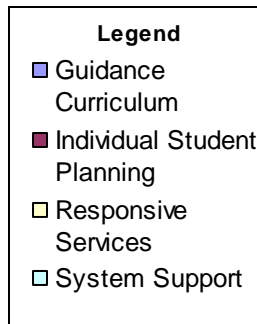 Legend
Guidance
Curriculum
Individual Student
Planning
Responsive
Services
System Support